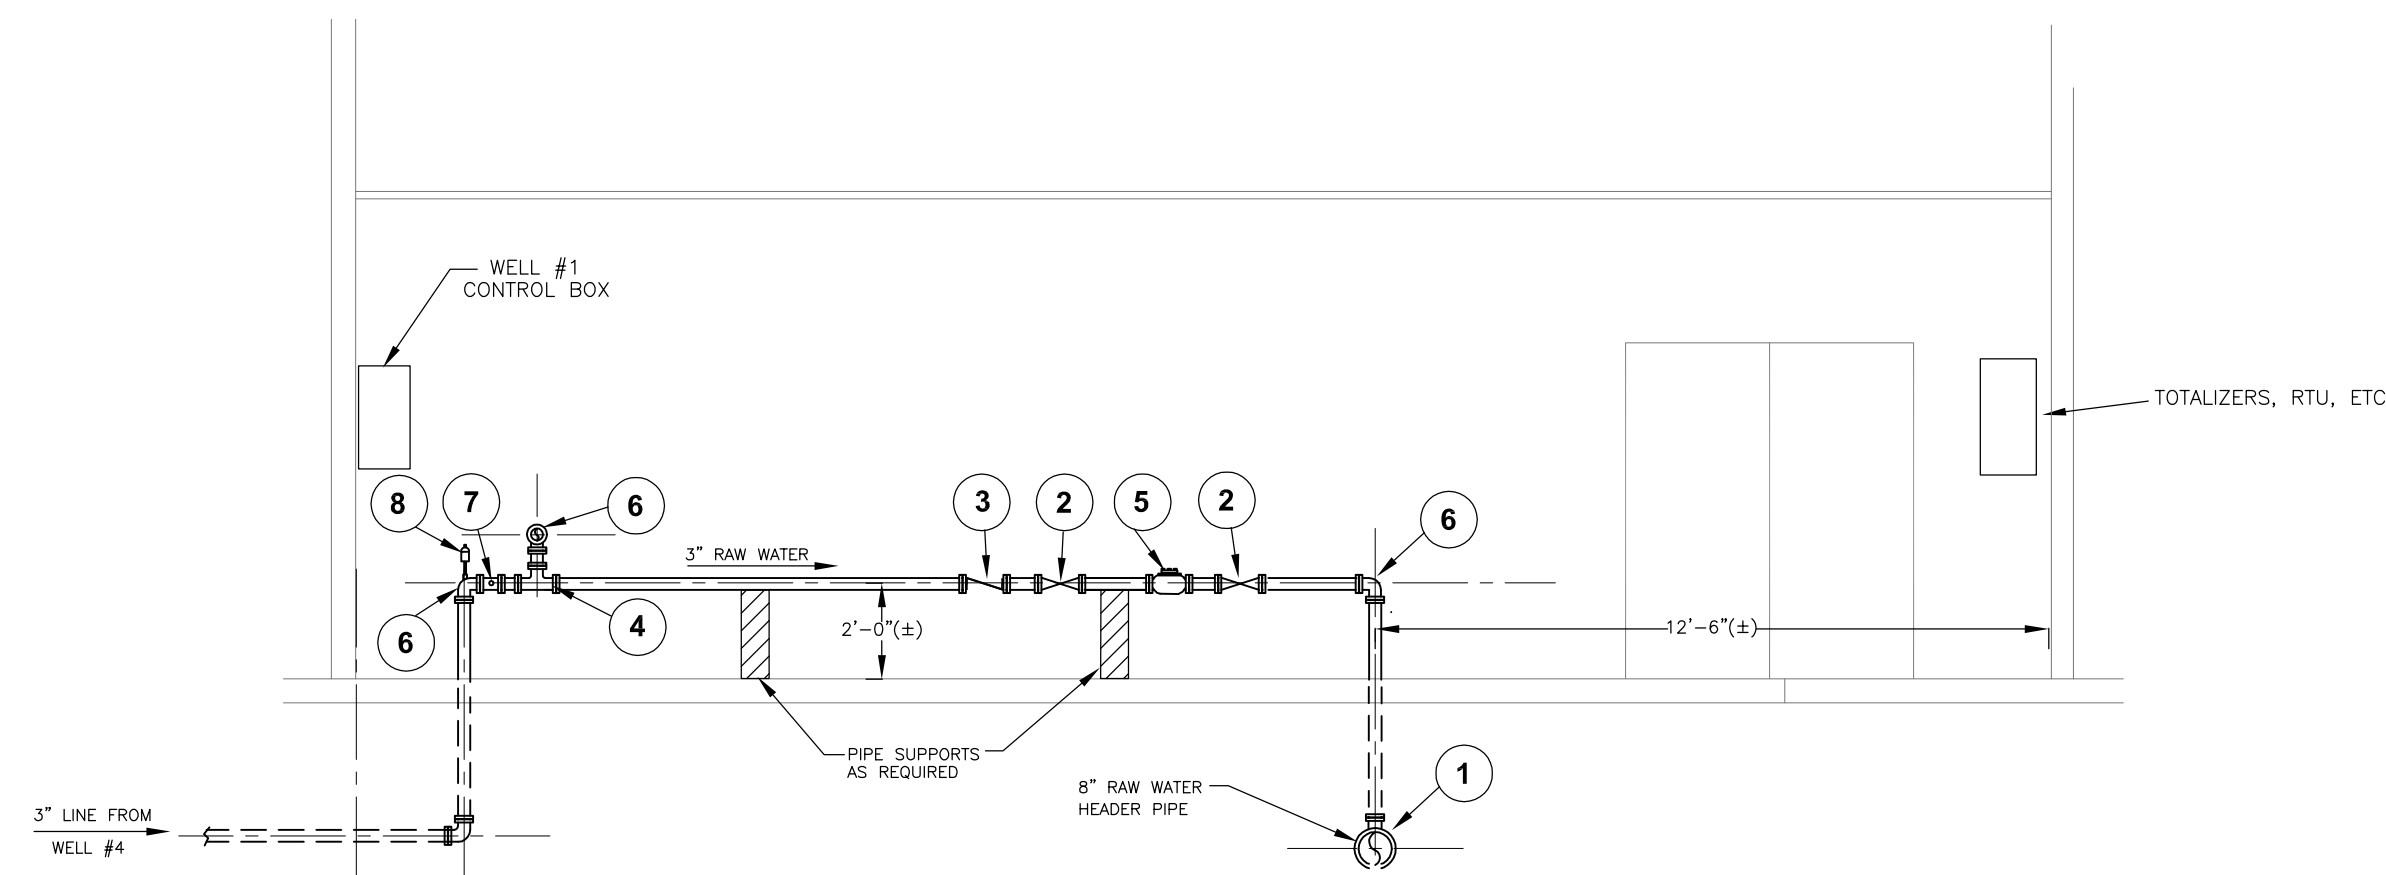 WELL #1
CONTROL BOX
TOTALIZERS, RTU, ETC
8
7
6
3
2
5
2
6
3" RAW WATER
6
4
2'-0"(±)
12'-6"(±)
PIPE SUPPORTS
AS REQUIRED
1
8" RAW WATER
HEADER PIPE
3" LINE FROM
WELL #4